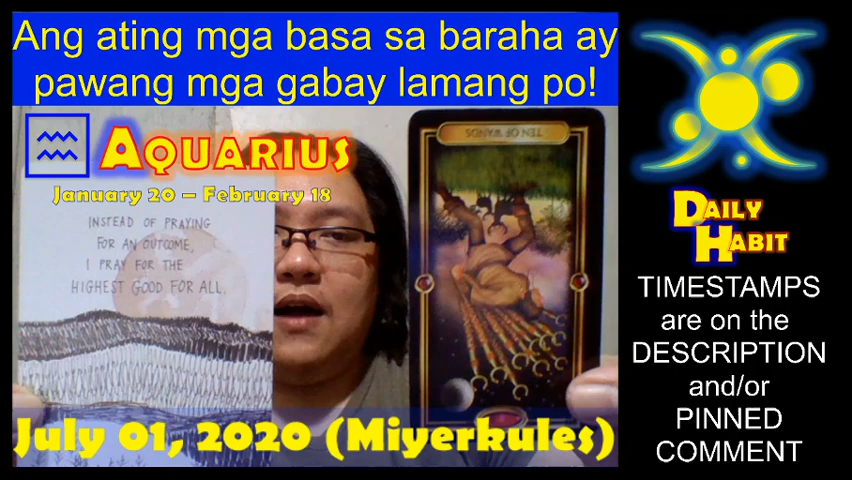 Ang ating mga basa sa baraha ay
pawang mga gabay lamang po!
AQUARIUS
January 20 – February 18
INSTEAD OF PRAYING
FOR AN OUTCOME,
I PRAY FOR THE
HIGHEST GOOD FOR ALL.
TEN OF WANDS
July 01, 2020 (Miyerkules)
DAILY
HABIT
TIMESTAMPS
are on the
DESCRIPTION
and/or
PINNED
COMMENT